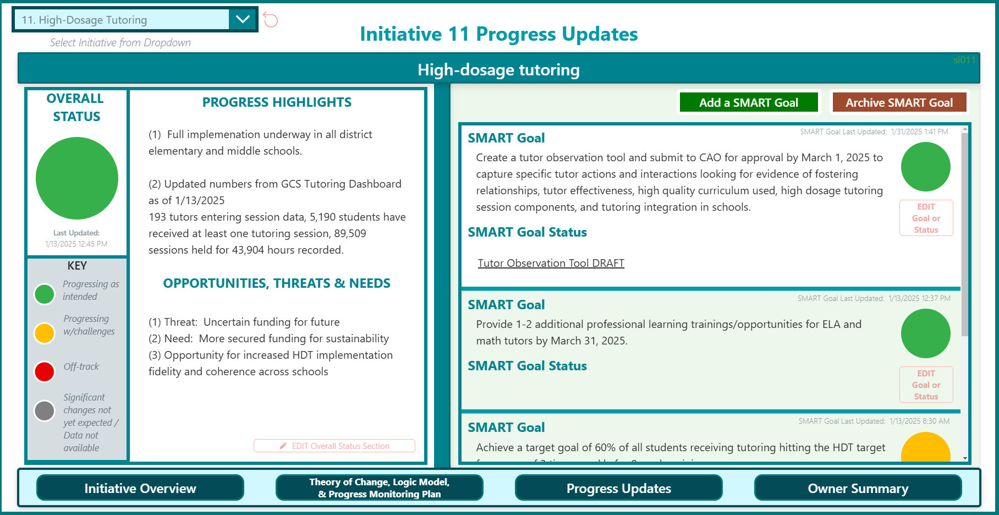 11. High-Dosage Tutoring
Select Initiative from Dropdown
Initiative 11 Progress Updates
si011
High-dosage tutoring
OVERALL
STATUS
Last Updated:
1/13/2025 12:45 PM
KEY
Progressing as
intended
Progressing
w/challenges
Off-track
Significant
changes not
yet expected /
Data not
available
PROGRESS HIGHLIGHTS
(1)  Full implemenation underway in all district
elementary and middle schools.
(2) Updated numbers from GCS Tutoring Dashboard
as of 1/13/2025
193 tutors entering session data, 5,190 students have
received at least one tutoring session, 89,509
sessions held for 43,904 hours recorded.
OPPORTUNITIES, THREATS & NEEDS
(1) Threat:  Uncertain funding for future
(2) Need:  More secured funding for sustainability
(3) Opportunity for increased HDT implementation
fidelity and coherence across schools
EDIT Overall Status Section
Add a SMART Goal
Archive SMART Goal
SMART Goal Last Updated:  1/31/2025 1:41 PM
SMART Goal
Create a tutor observation tool and submit to CAO for approval by March 1, 2025 to
capture specific tutor actions and interactions looking for evidence of fostering
relationships, tutor effectiveness, high quality curriculum used, high dosage tutoring
session components, and tutoring integration in schools.
EDIT
Goal or
Status
SMART Goal Status
Tutor Observation Tool DRAFT
SMART Goal Last Updated:  1/13/2025 12:37 PM
SMART Goal
Provide 1-2 additional professional learning trainings/opportunities for ELA and
math tutors by March 31, 2025.
SMART Goal Status
EDIT
Goal or
Status
SMART Goal Last Updated:  1/13/2025 8:30 AM
SMART Goal
Achieve a target goal of 60% of all students receiving tutoring hitting the HDT target
Initiative Overview
Theory of Change, Logic Model,
& Progress Monitoring Plan
Progress Updates
Owner Summary